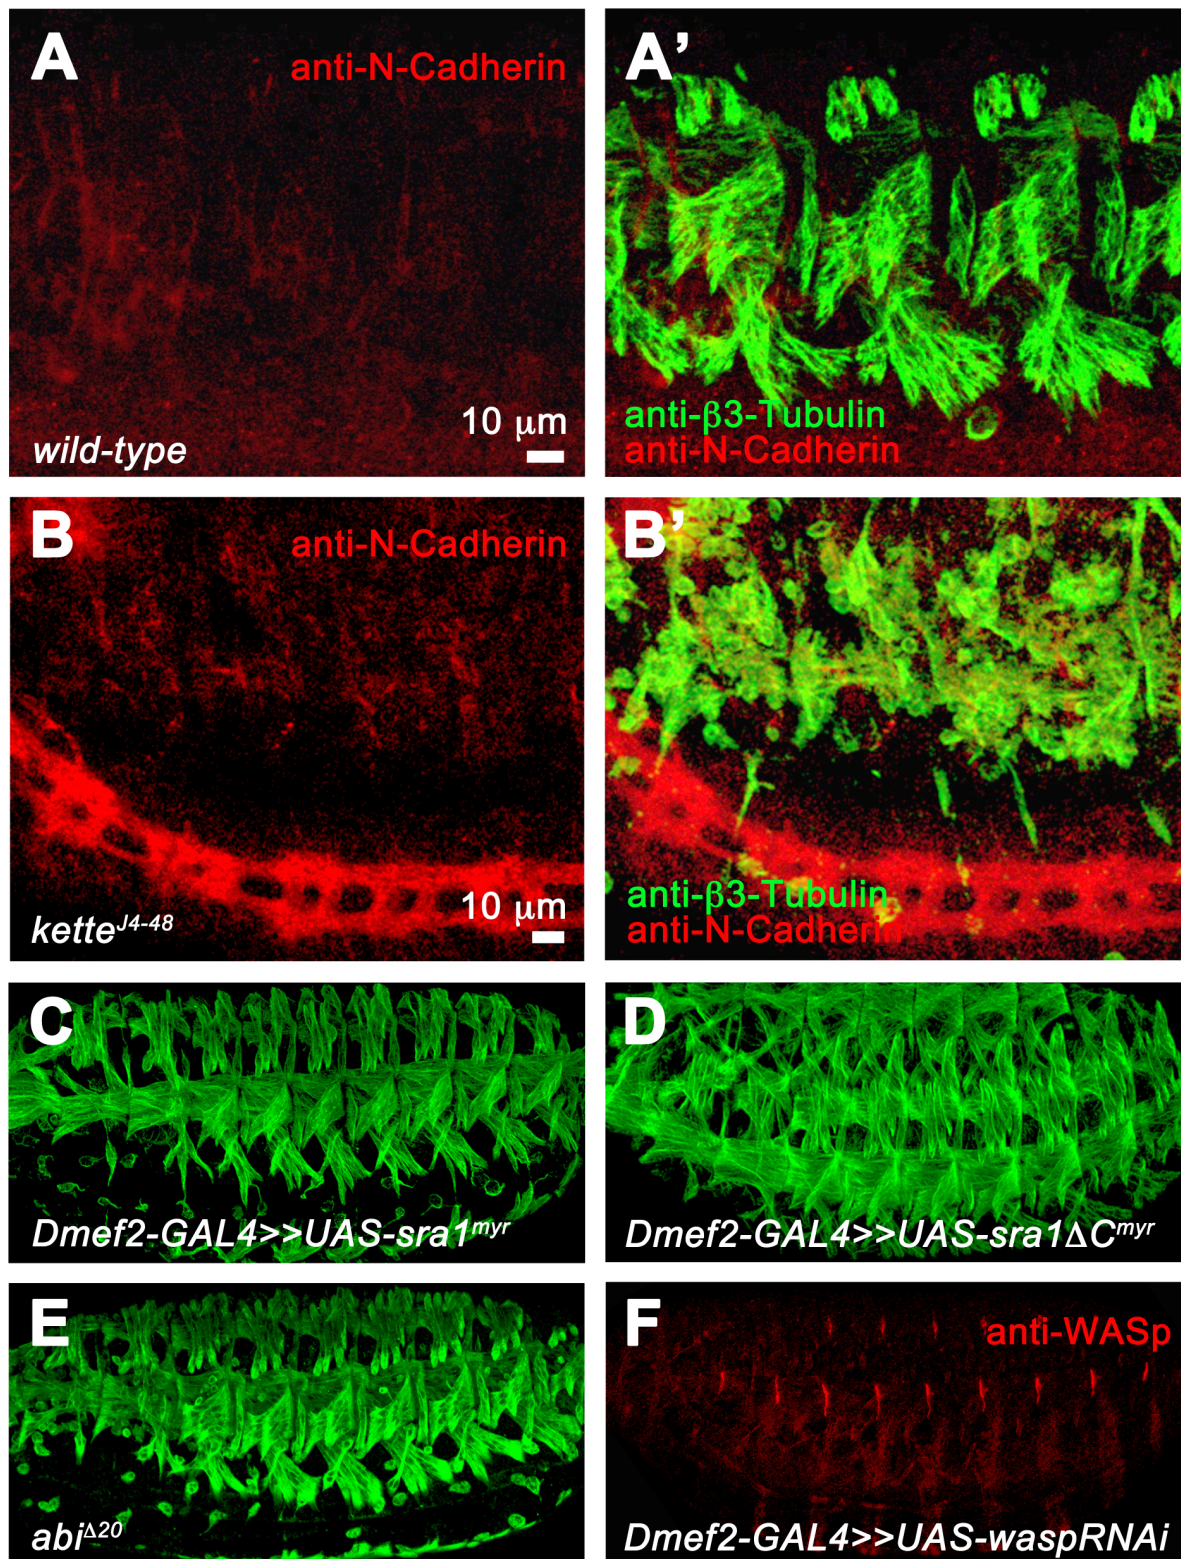 A
anti-N-Cadherin
wild-type
10 μm
A’
anti-β3-Tubulin
anti-N-Cadherin
B
anti-N-Cadherin
ketteJ4-48
10 μm
B’
anti-β3-Tubulin
anti-N-Cadherin
C
Dmef2-GAL4>>UAS-sra1myr
D
Dmef2-GAL4>>UAS-sra1ΔCmyr
E
abiΔ20
F
anti-WASp
Dmef2-GAL4>>UAS-waspRNAi